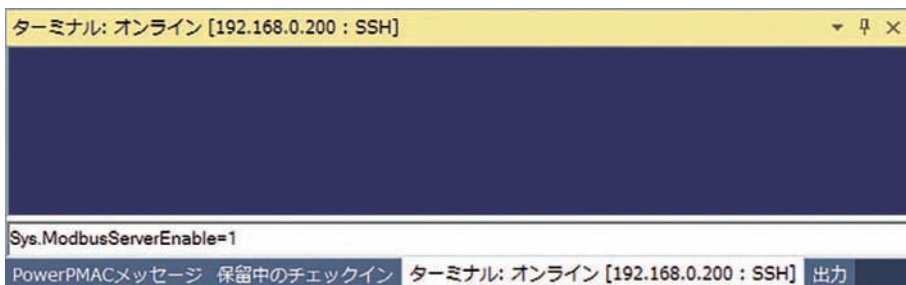 ターミナル: オンライン [192.168.0.200 : SSH]
Sys.ModbusServerEnable=1
PowerPMACメッセージ 保留中のチェックイン ターミナル: オンライン [192.168.0.200 : SSH] 出力